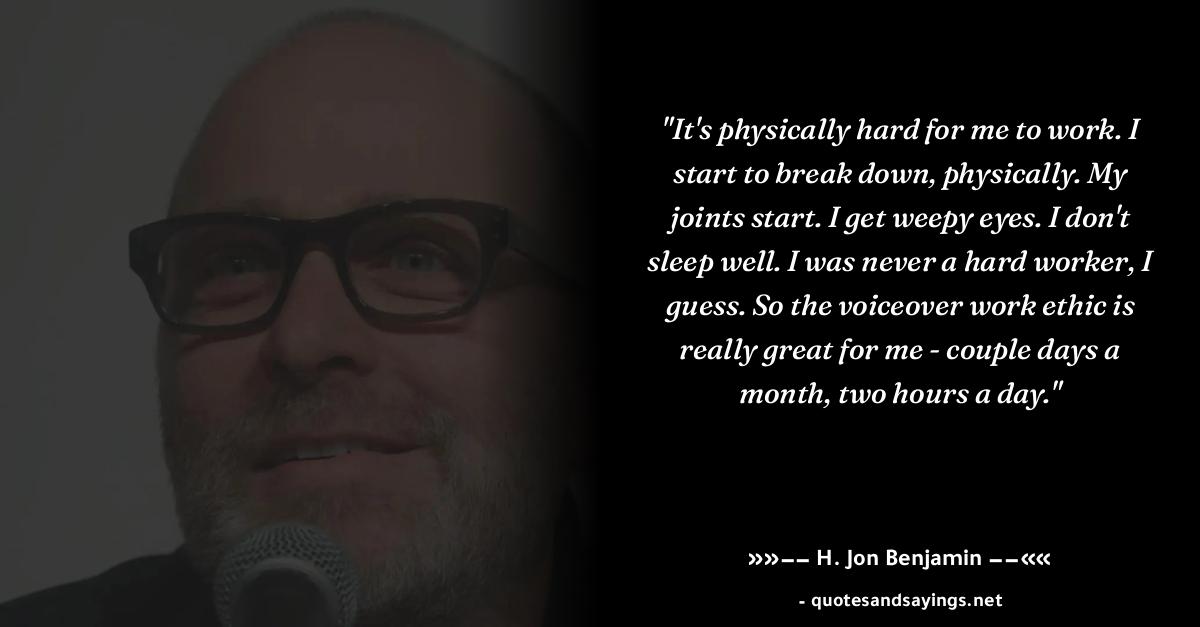 "It's physically hard for me to work. I
start to break down, physically. My
joints start. I get weepy eyes. I don't
sleep well. I was never a hard worker, I
guess. So the voiceover work ethic is
really great for me - couple days a
month, two hours a day."
»»–– H. Jon Benjamin ––««
- quotesandsayings.net